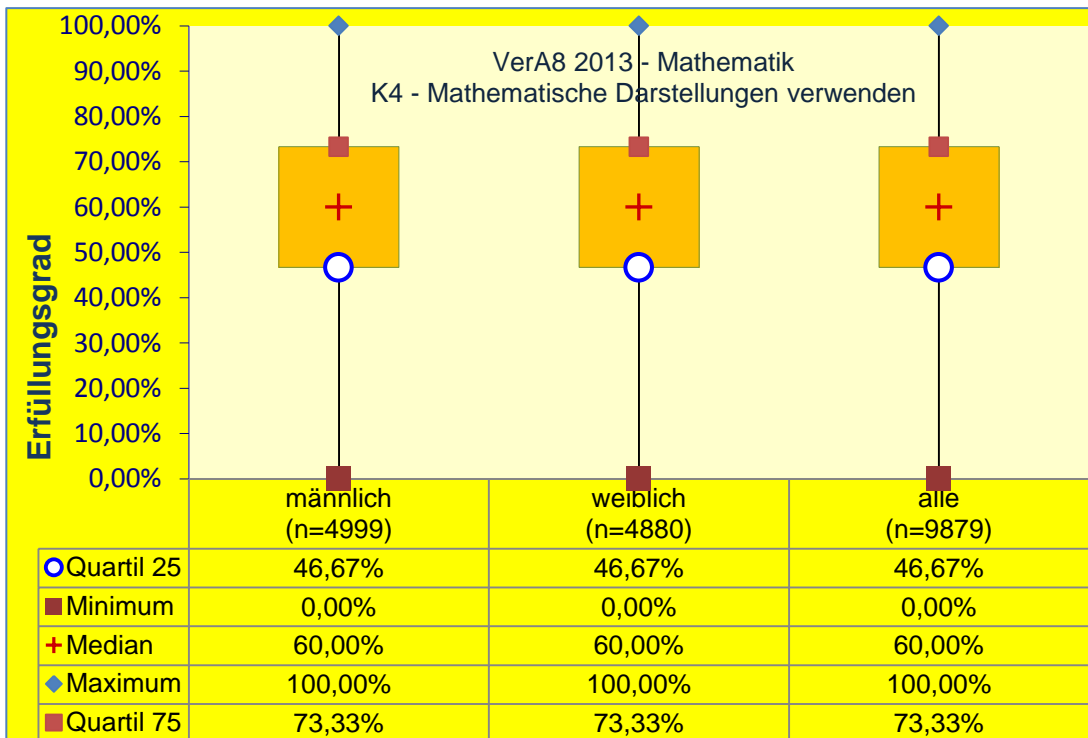 100,00%
90,00%
80,00%
70,00%
60,00%
50,00%
40,00%
30,00%
20,00%
10,00%
0,00%
Erfüllungsgrad
VerA8 2013 - Mathematik
K4 - Mathematische Darstellungen verwenden
männlich
(n=4999)
weiblich
(n=4880)
alle
(n=9879)
Quartil 25 46,67% 46,67% 46,67%
Minimum 0,00% 0,00% 0,00%
Median 60,00% 60,00% 60,00%
Maximum 100,00% 100,00% 100,00%
Quartil 75 73,33% 73,33% 73,33%